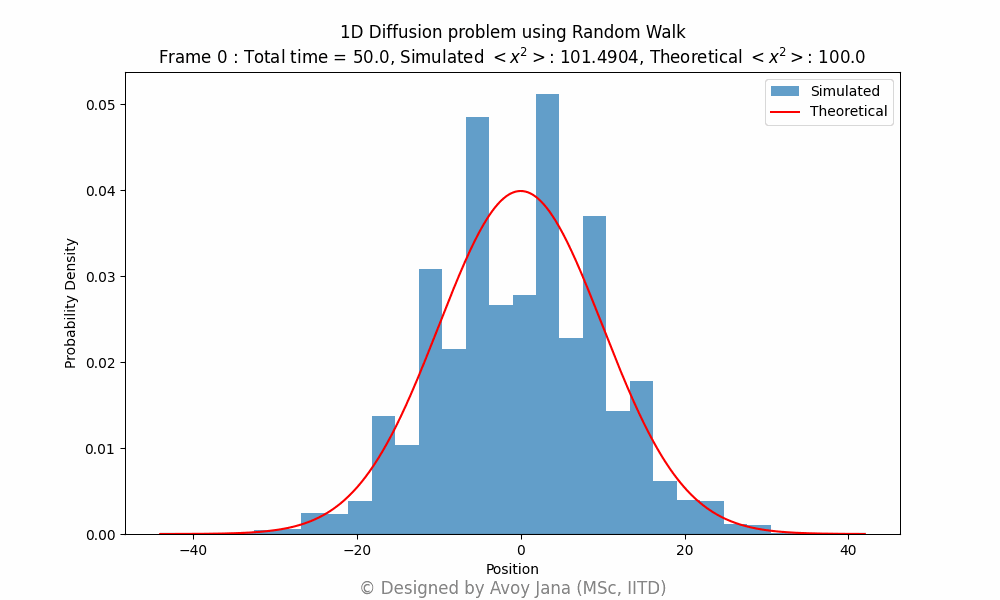 1D Diffusion problem using Random Walk
Frame 0 : Total time = 50.0, Simulated < x² > : 101.4904, Theoretical < x² > : 100.0
Simulated
Theoretical
Probability Density
0.05
0.04
0.03
0.02
0.01
0.00
−40 −20 0 20 40
Position
© Designed by Avoy Jana (MSc, IITD)